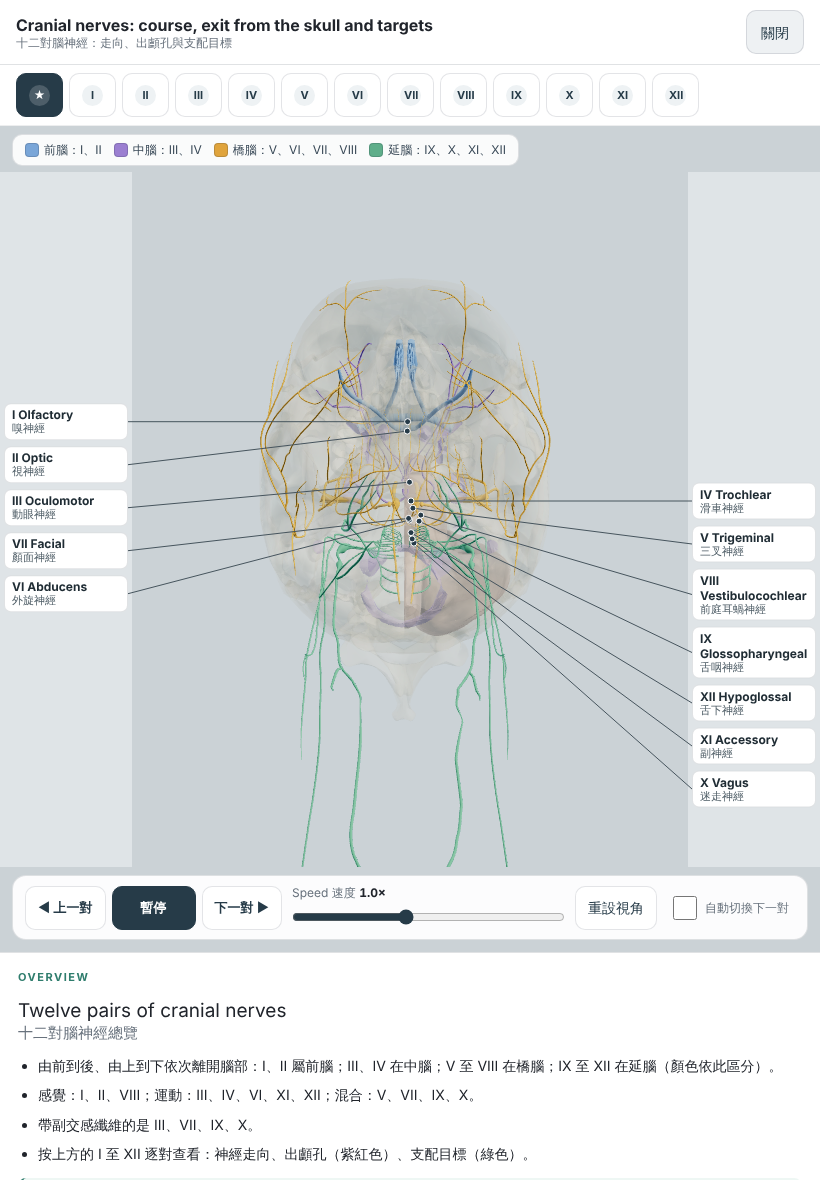 Cranial nerves: course, exit from the skull and targets
十二對腦神經：走向、出顱孔與支配目標
關閉
★ I II III IV V VI VII VIII IX X XI XII
前腦：I、II 中腦：III、IV 橋腦：V、VI、VII、VIII 延腦：IX、X、XI、XII
I Olfactory
嗅神經
II Optic
視神經
III Oculomotor
動眼神經
VII Facial
顏面神經
VI Abducens
外旋神經
IV Trochlear
滑車神經
V Trigeminal
三叉神經
VIII
Vestibulocochlear
前庭耳蝸神經
IX
Glossopharyngeal
舌咽神經
XII Hypoglossal
舌下神經
XI Accessory
副神經
X Vagus
迷走神經
◀ 上一對
暫停
下一對 ▶
Speed 速度 1.0×
重設視角
自動切換下一對
OVERVIEW
Twelve pairs of cranial nerves
十二對腦神經總覽
• 由前到後、由上到下依次離開腦部：I、II 屬前腦；III、IV 在中腦；V 至 VIII 在橋腦；IX 至 XII 在延腦（顏色依此區分）。
• 感覺：I、II、VIII；運動：III、IV、VI、XI、XII；混合：V、VII、IX、X。
• 帶副交感纖維的是 III、VII、IX、X。
• 按上方的 I 至 XII 逐對查看：神經走向、出顱孔（紫紅色）、支配目標（綠色）。